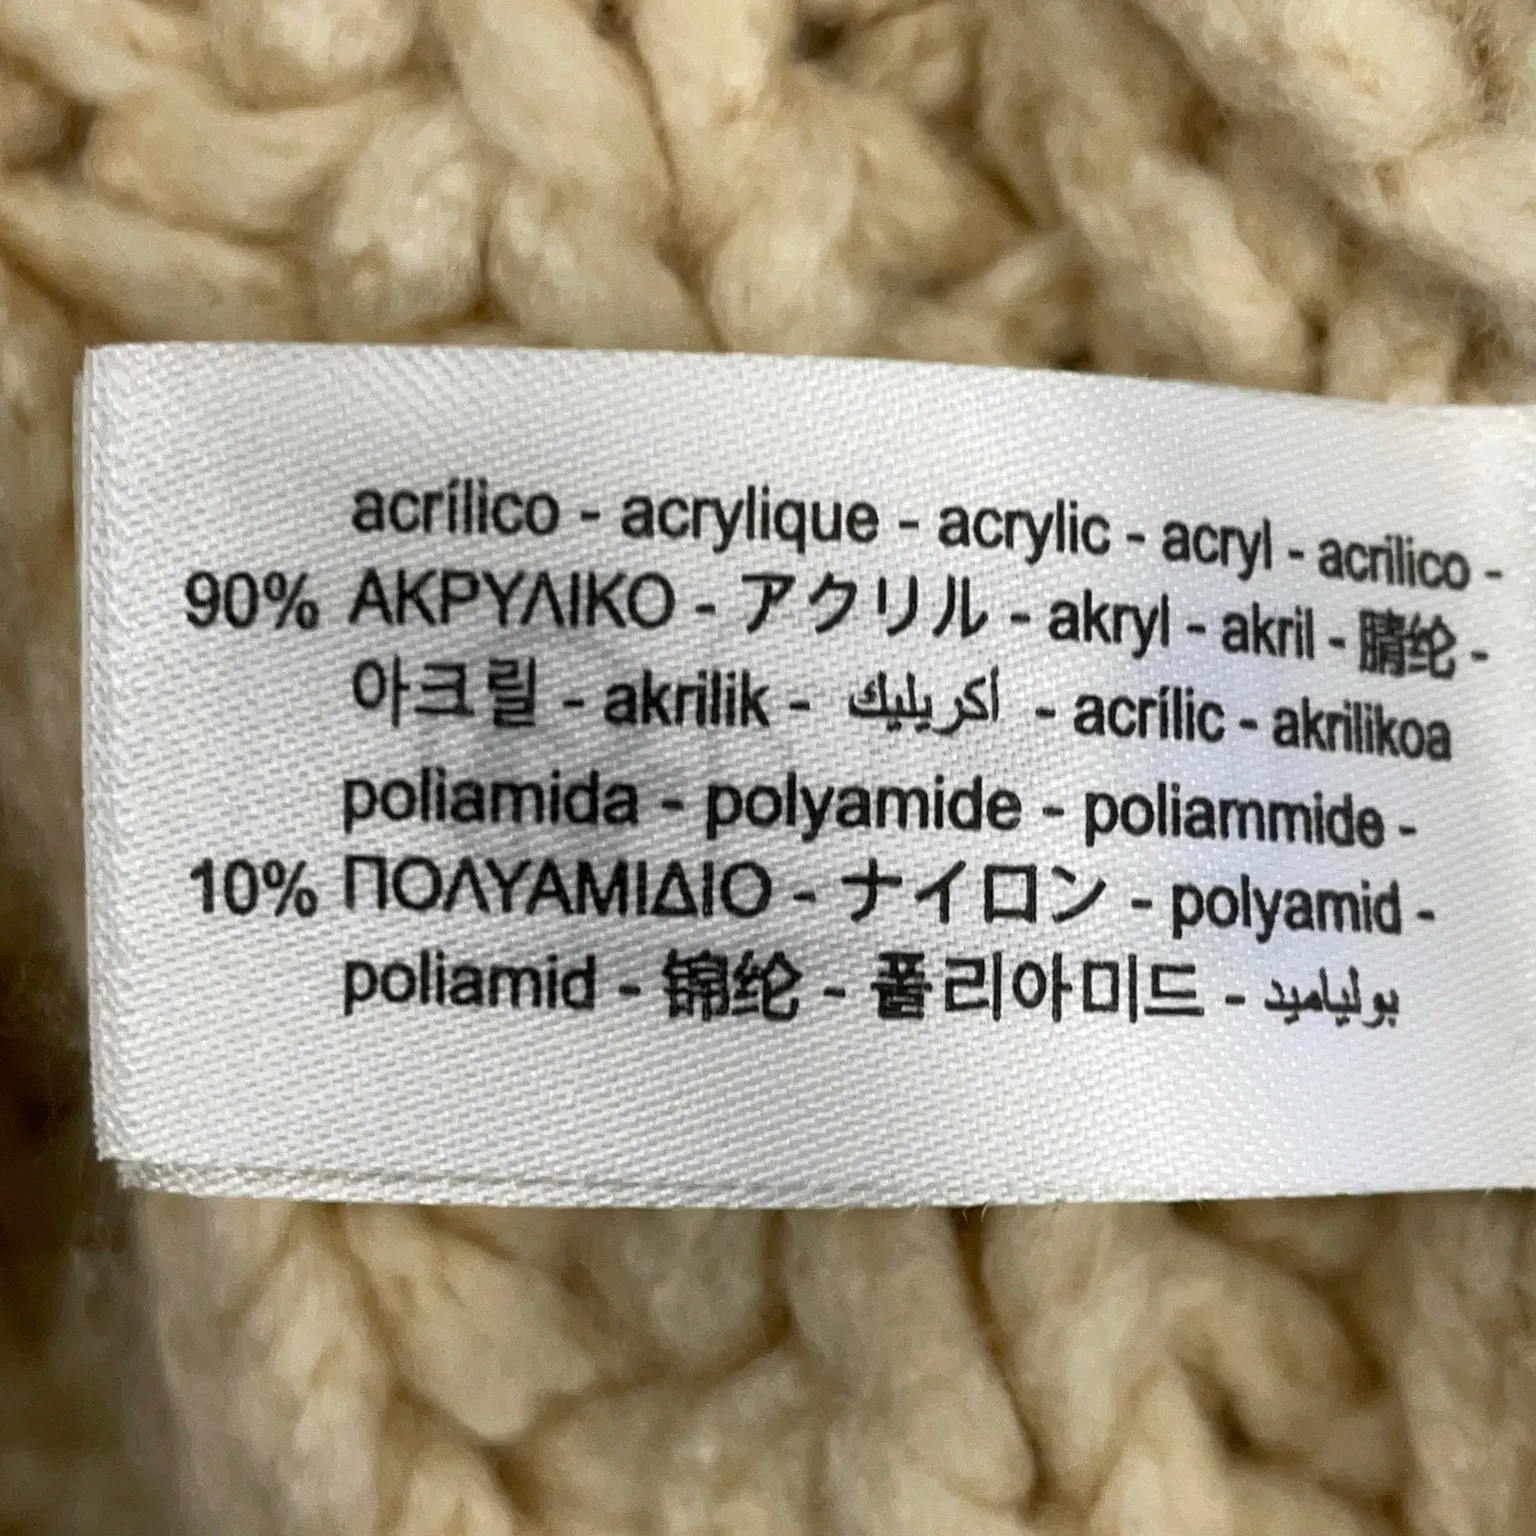 acrílico - acrylique - acrylic - acryl - acrilico -
90% ΑΚΡΥΛΙΚΟ - アクリル - akryl - akril - 腈纶 -
아크릴 - akrilik - أكريليك - acrílic - akrilikoa
poliamida - polyamide - poliammide -
10% ΠΟΛΥΑΜΙΔΙΟ - ナイロン - polyamid -
poliamid - 锦纶 - 폴리아미드 - بولياميد